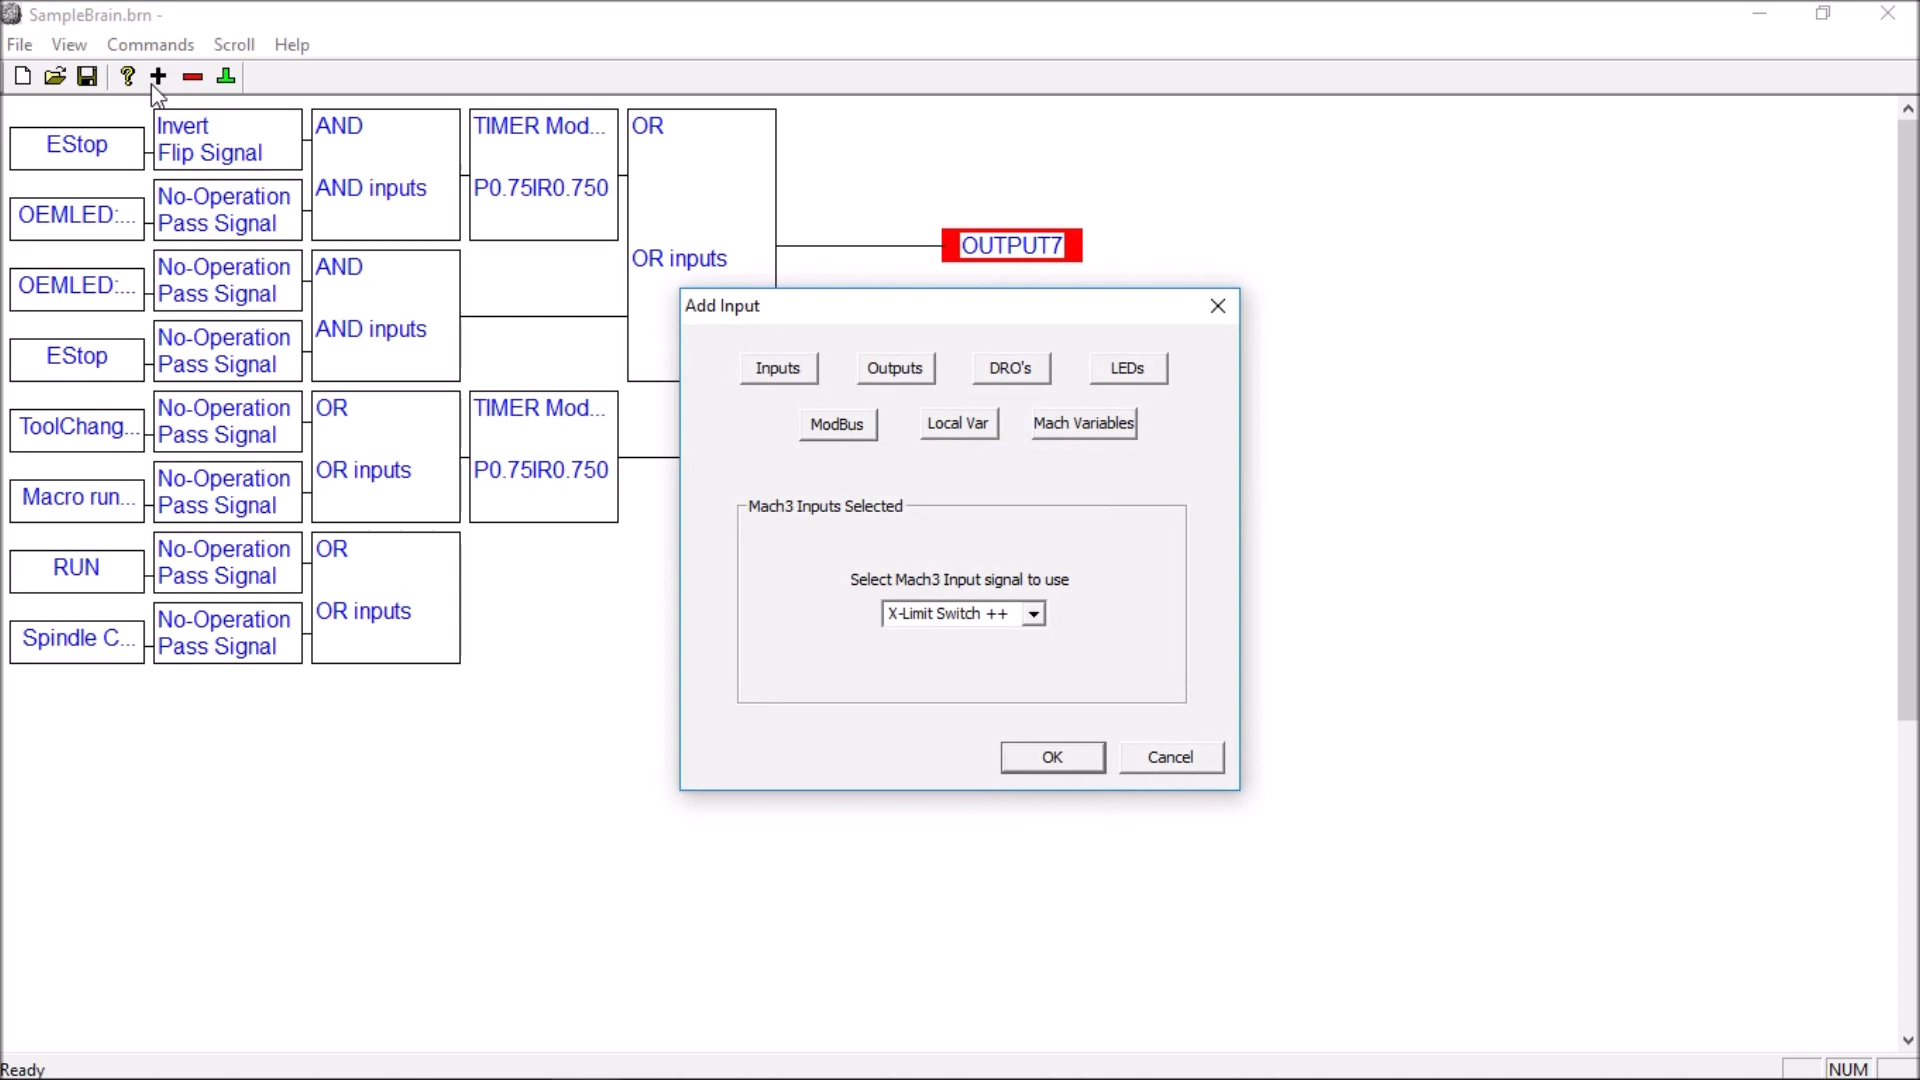 SampleBrain.brn -
File View Commands Scroll Help
EStop
Invert
Flip Signal
AND
AND inputs
TIMER Mod...
P0.75IR0.750
OR
OR inputs
OUTPUT7
OEMLED:...
No-Operation
Pass Signal
OEMLED:...
No-Operation
Pass Signal
AND
AND inputs
EStop
No-Operation
Pass Signal
ToolChang...
No-Operation
Pass Signal
OR
OR inputs
TIMER Mod...
P0.75IR0.750
Macro run...
No-Operation
Pass Signal
RUN
No-Operation
Pass Signal
OR
OR inputs
Spindle C...
No-Operation
Pass Signal
Add Input
Inputs Outputs DRO's LEDs
ModBus Local Var Mach Variables
Mach3 Inputs Selected
Select Mach3 Input signal to use
X-Limit Switch ++
OK Cancel
Ready NUM